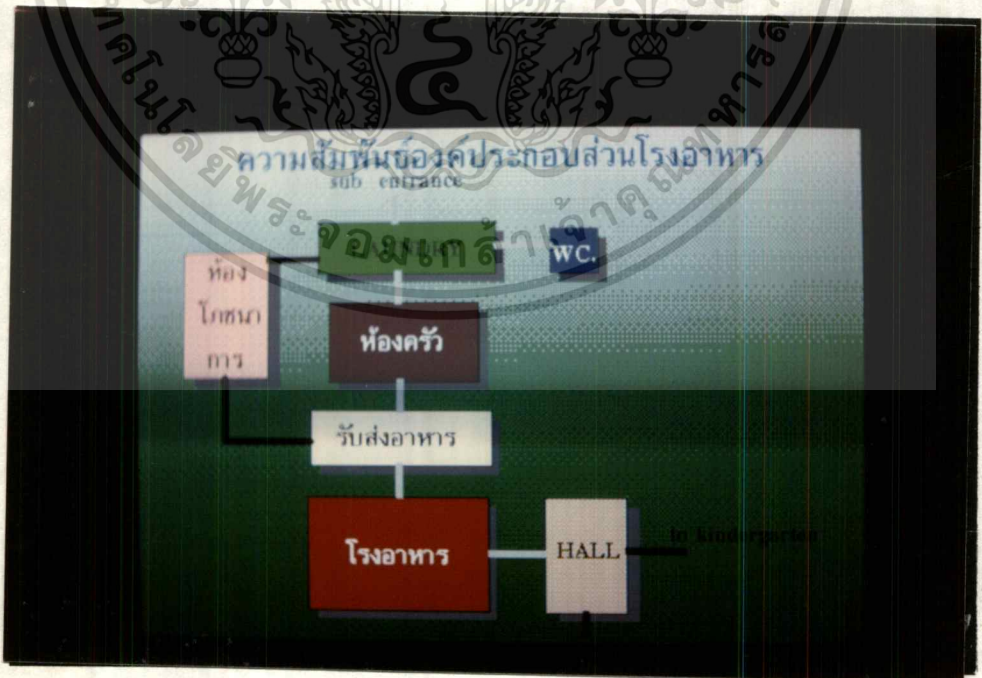 ความสัมพันธ์องค์ประกอบส่วนโรงอาหาร
sub entrance
WC.
ห้อง
โภชนา
การ
ห้องครัว
รับส่งอาหาร
โรงอาหาร
HALL
to kindergarten